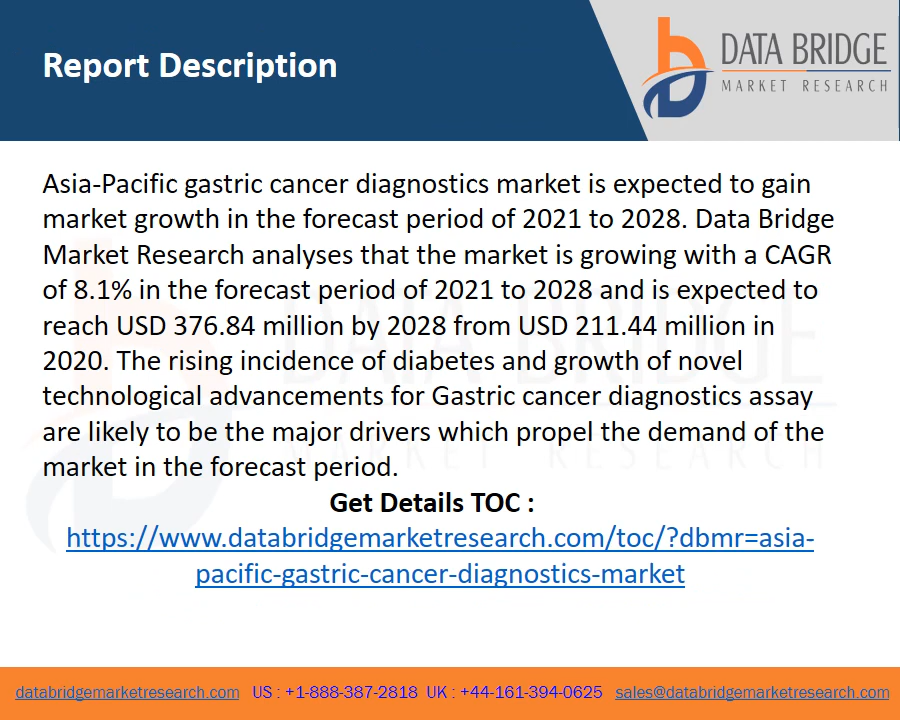 Report Description
DATA BRIDGE
MARKET RESEARCH
Asia-Pacific gastric cancer diagnostics market is expected to gain
market growth in the forecast period of 2021 to 2028. Data Bridge
Market Research analyses that the market is growing with a CAGR
of 8.1% in the forecast period of 2021 to 2028 and is expected to
reach USD 376.84 million by 2028 from USD 211.44 million in
2020. The rising incidence of diabetes and growth of novel
technological advancements for Gastric cancer diagnostics assay
are likely to be the major drivers which propel the demand of the
market in the forecast period.
Get Details TOC :
https://www.databridgemarketresearch.com/toc/?dbmr=asia-
pacific-gastric-cancer-diagnostics-market
DATA BRIDGE
MARKET RESEARCH
databridgemarketresearch.com US : +1-888-387-2818 UK : +44-161-394-0625 sales@databridgemarketresearch.com